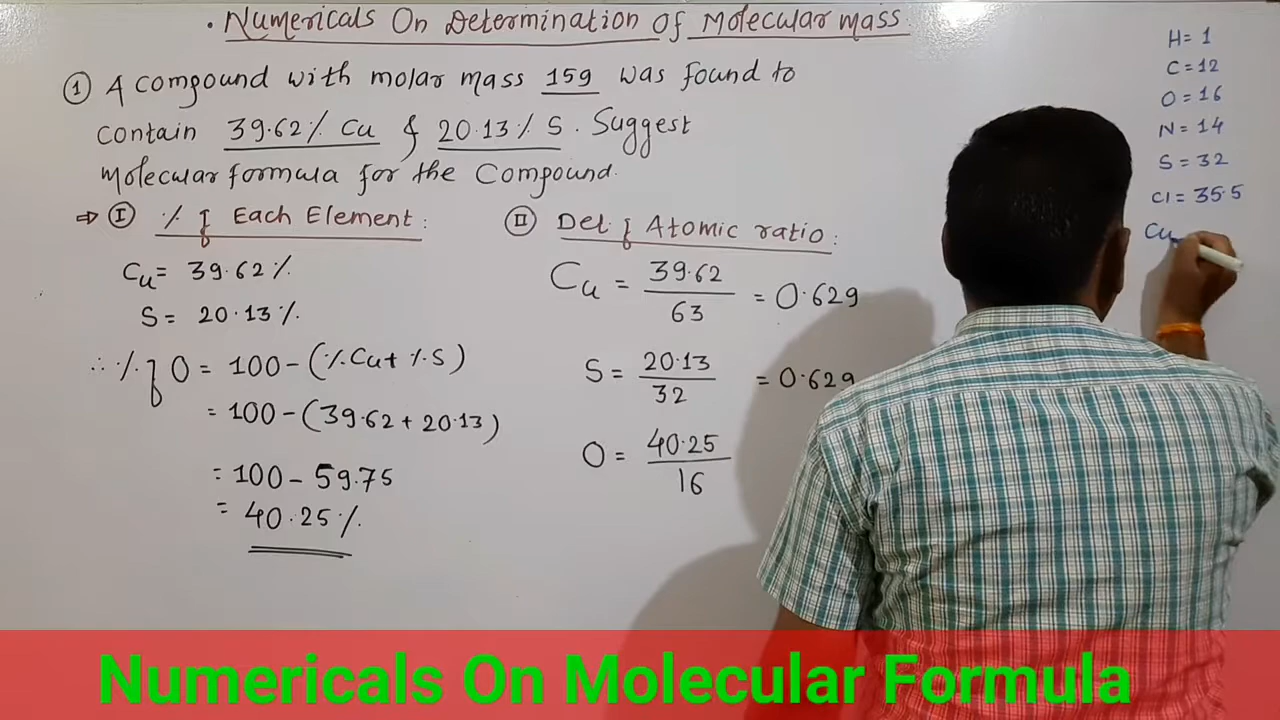 • Numericals On Determination Of Molecular mass.
① A compound with molar mass 159 was found to
contain 39.62% Cu & 20.13% S. Suggest
Molecular formula for the Compound.
⇒ Ⓘ % of Each Element:
Cu = 39.62%
S = 20.13%
∴ % of O = 100 - (%Cu + %S)
= 100 - (39.62 + 20.13)
= 100 - 59.75
= 40.25%
Ⅱ Det. of Atomic ratio:
Cu = 39.62 / 63 = 0.629
S = 20.13 / 32 = 0.629
O = 40.25 / 16
H = 1
C = 12
O = 16
N = 14
S = 32
Cl = 35.5
Cu
Numericals On Molecular Formula